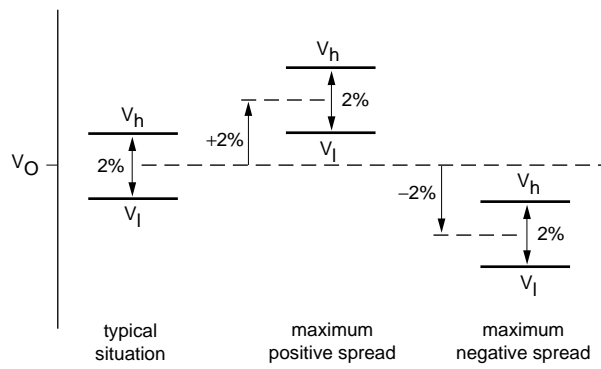 V_h
V_h
2%
+2%
V_O
2%
V_l
V_l
−2%
V_h
2%
V_l
typical
situation
maximum
positive spread
maximum
negative spread